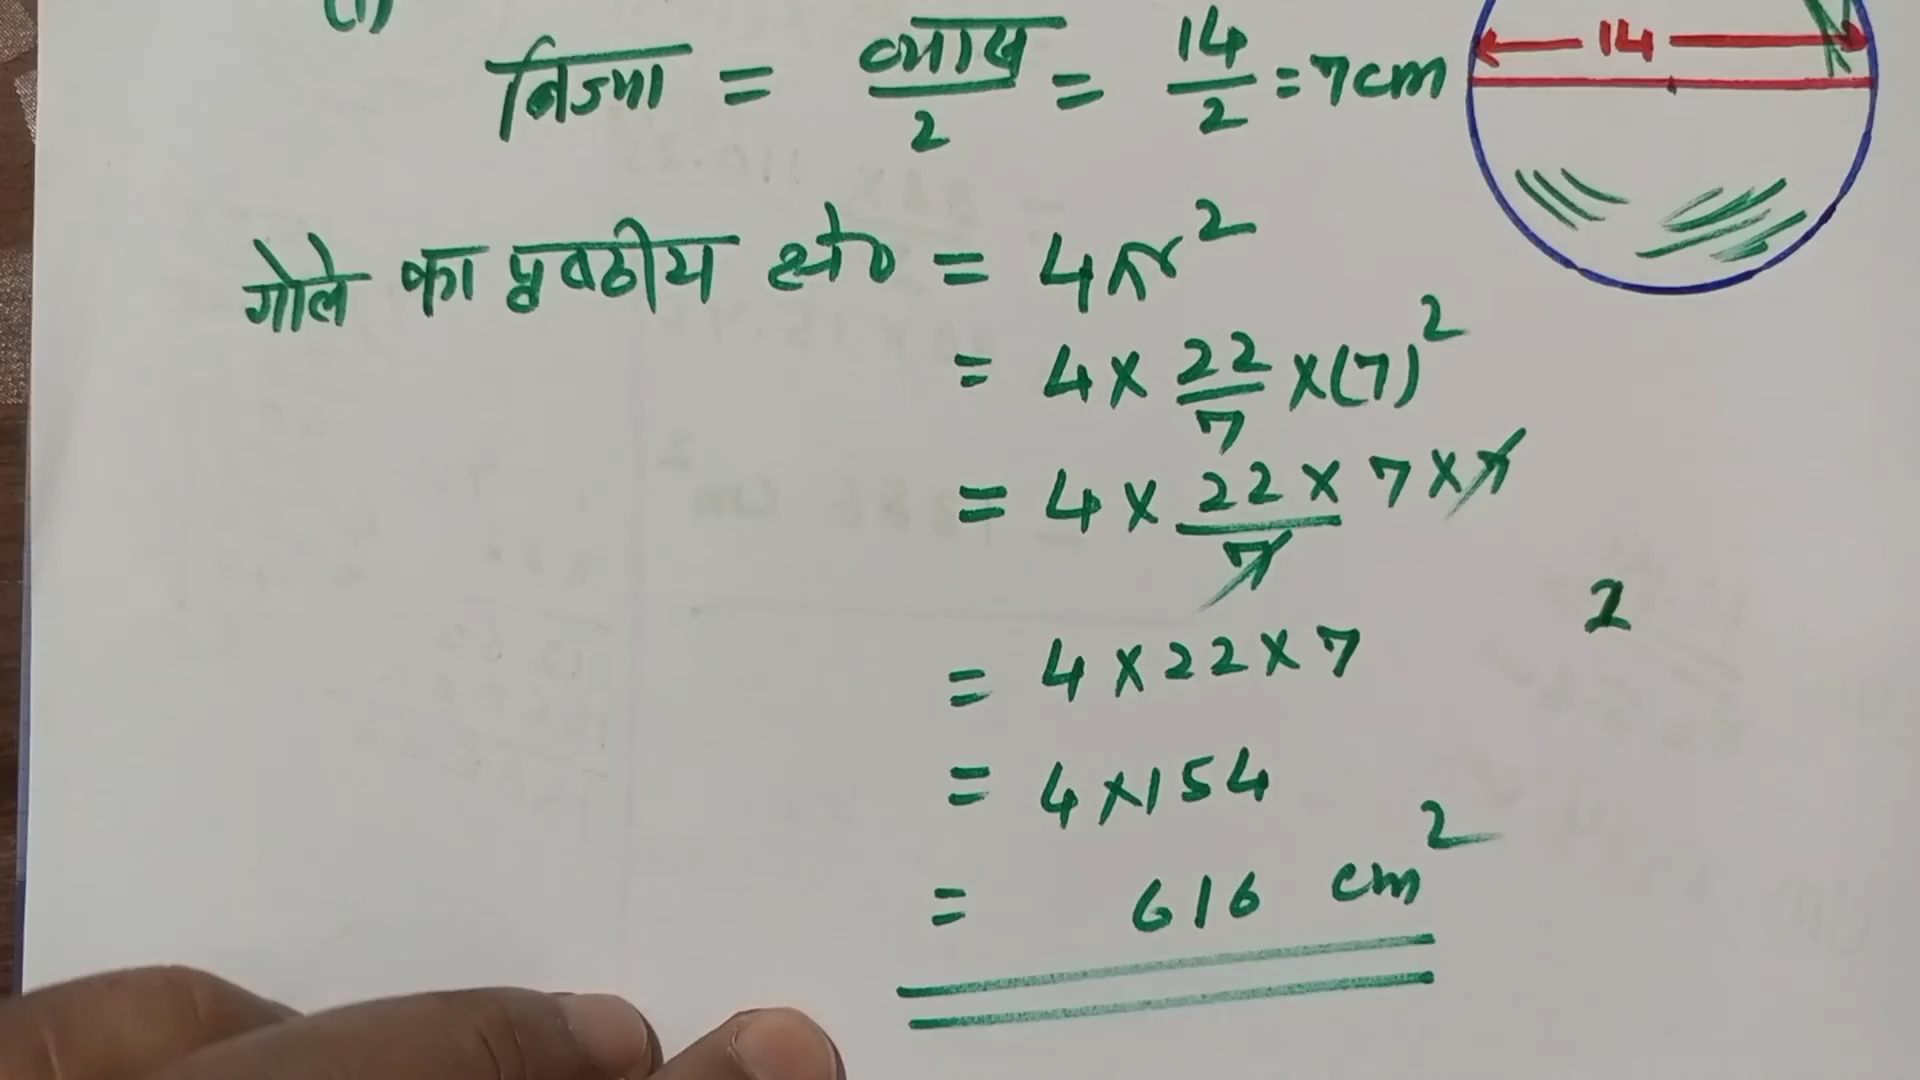 (i)
त्रिज्या = व्यास/2 = 14/2 = 7cm
14
गोले का पृष्ठीय क्षे० = 4πr²
= 4 × 22/7 × (7)²
= 4 × 22/7 × 7 × 7
2
= 4 × 22 × 7
= 4 × 154
= 616 cm²